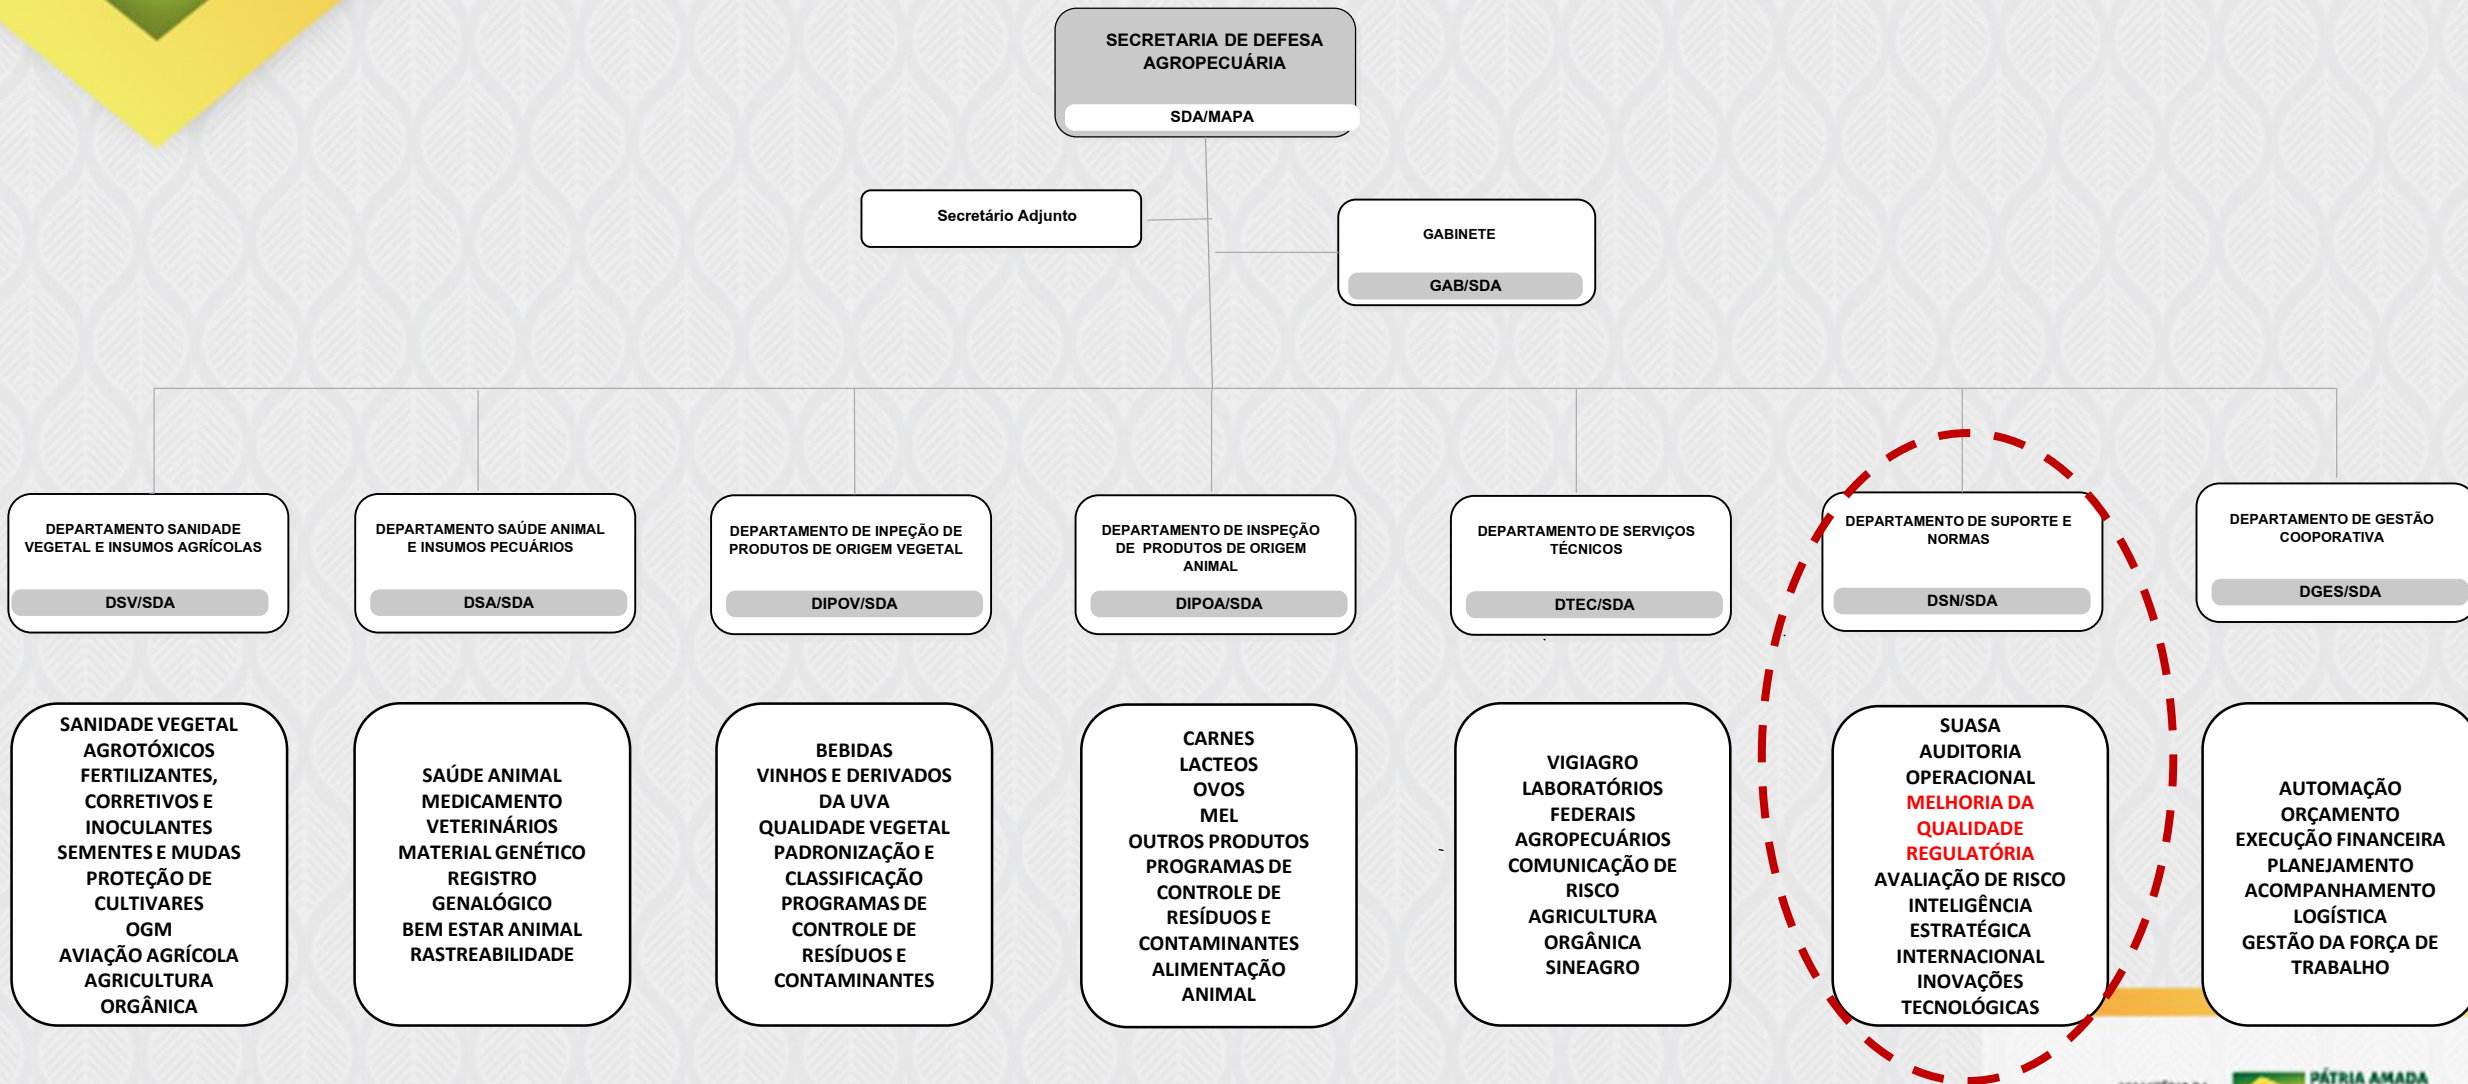 SECRETARIA DE DEFESA
AGROPECUÁRIA
SDA/MAPA
Secretário Adjunto
GABINETE
GAB/SDA
DEPARTAMENTO SANIDADE
VEGETAL E INSUMOS AGRÍCOLAS
DSV/SDA
DEPARTAMENTO SAÚDE ANIMAL
E INSUMOS PECUÁRIOS
DSA/SDA
DEPARTAMENTO DE INPEÇÃO DE
PRODUTOS DE ORIGEM VEGETAL
DIPOV/SDA
DEPARTAMENTO DE INSPEÇÃO
DE PRODUTOS DE ORIGEM
ANIMAL
DIPOA/SDA
DEPARTAMENTO DE SERVIÇOS
TÉCNICOS
DTEC/SDA
DEPARTAMENTO DE SUPORTE E
NORMAS
DSN/SDA
DEPARTAMENTO DE GESTÃO
COOPORATIVA
DGES/SDA
SANIDADE VEGETAL
AGROTÓXICOS
FERTILIZANTES,
CORRETIVOS E
INOCULANTES
SEMENTES E MUDAS
PROTEÇÃO DE
CULTIVARES
OGM
AVIAÇÃO AGRÍCOLA
AGRICULTURA
ORGÂNICA
SAÚDE ANIMAL
MEDICAMENTO
VETERINÁRIOS
MATERIAL GENÉTICO
REGISTRO
GENALÓGICO
BEM ESTAR ANIMAL
RASTREABILIDADE
BEBIDAS
VINHOS E DERIVADOS
DA UVA
QUALIDADE VEGETAL
PADRONIZAÇÃO E
CLASSIFICAÇÃO
PROGRAMAS DE
CONTROLE DE
RESÍDUOS E
CONTAMINANTES
CARNES
LACTEOS
OVOS
MEL
OUTROS PRODUTOS
PROGRAMAS DE
CONTROLE DE
RESÍDUOS E
CONTAMINANTES
ALIMENTAÇÃO
ANIMAL
VIGIAGRO
LABORATÓRIOS
FEDERAIS
AGROPECUÁRIOS
COMUNICAÇÃO DE
RISCO
AGRICULTURA
ORGÂNICA
SINEAGRO
SUASA
AUDITORIA
OPERACIONAL
MELHORIA DA
QUALIDADE
REGULATÓRIA
AVALIAÇÃO DE RISCO
INTELIGÊNCIA
ESTRATÉGICA
INTERNACIONAL
INOVAÇÕES
TECNOLÓGICAS
AUTOMAÇÃO
ORÇAMENTO
EXECUÇÃO FINANCEIRA
PLANEJAMENTO
ACOMPANHAMENTO
LOGÍSTICA
GESTÃO DA FORÇA DE
TRABALHO
PÁTRIA AMADA